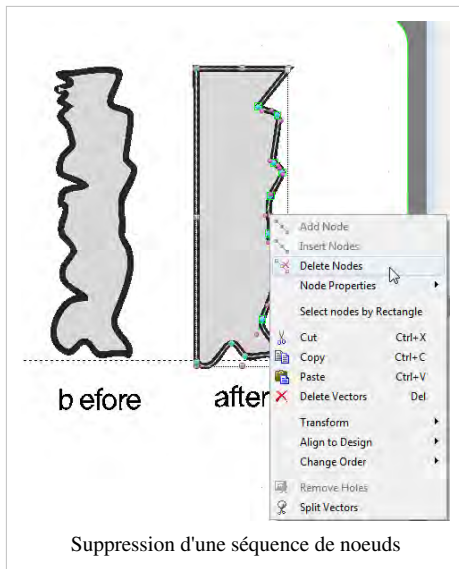 Add Node
Insert Nodes
Delete Nodes
Node Properties
Select nodes by Rectangle
Cut Ctrl+X
Copy Ctrl+C
Paste Ctrl+V
Delete Vectors Del
Transform
Align to Design
Change Order
Remove Holes
Split Vectors
before after
Suppression d'une séquence de noeuds